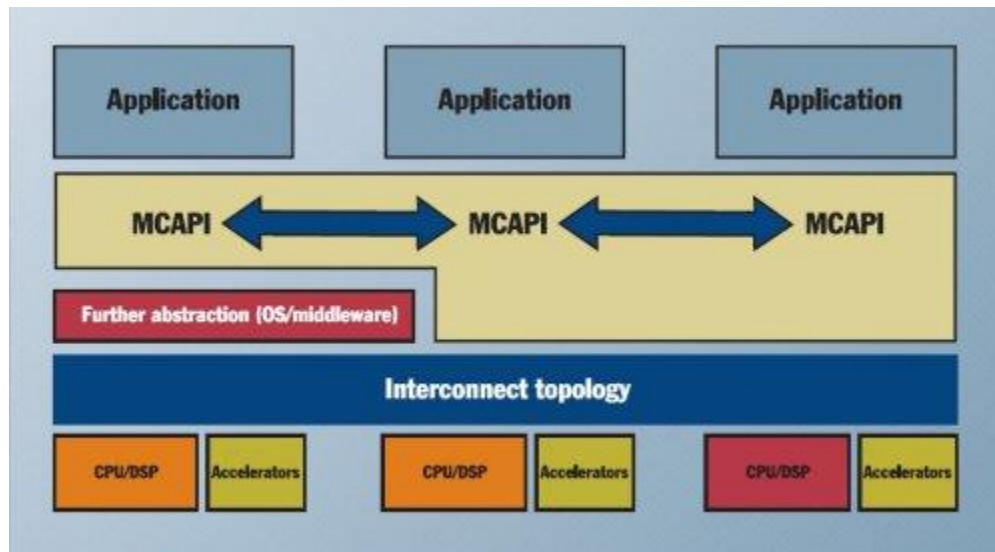 Application
Application
Application
MCAPI
MCAPI
MCAPI
Further abstraction (OS/middleware)
Interconnect topology
CPU/DSP
Accelerators
CPU/DSP
Accelerators
CPU/DSP
Accelerators